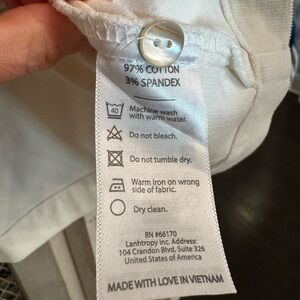 97% COTTON
3% SPANDEX
40
Machine wash
with warm water.
Do not bleach.
Do not tumble dry.
Warm iron on wrong
side of fabric.
Dry clean.
RN #66170
Lanhtropy Inc. Address:
104 Crandon Blvd, Suite 326
United States of America
MADE WITH LOVE IN VIETNAM